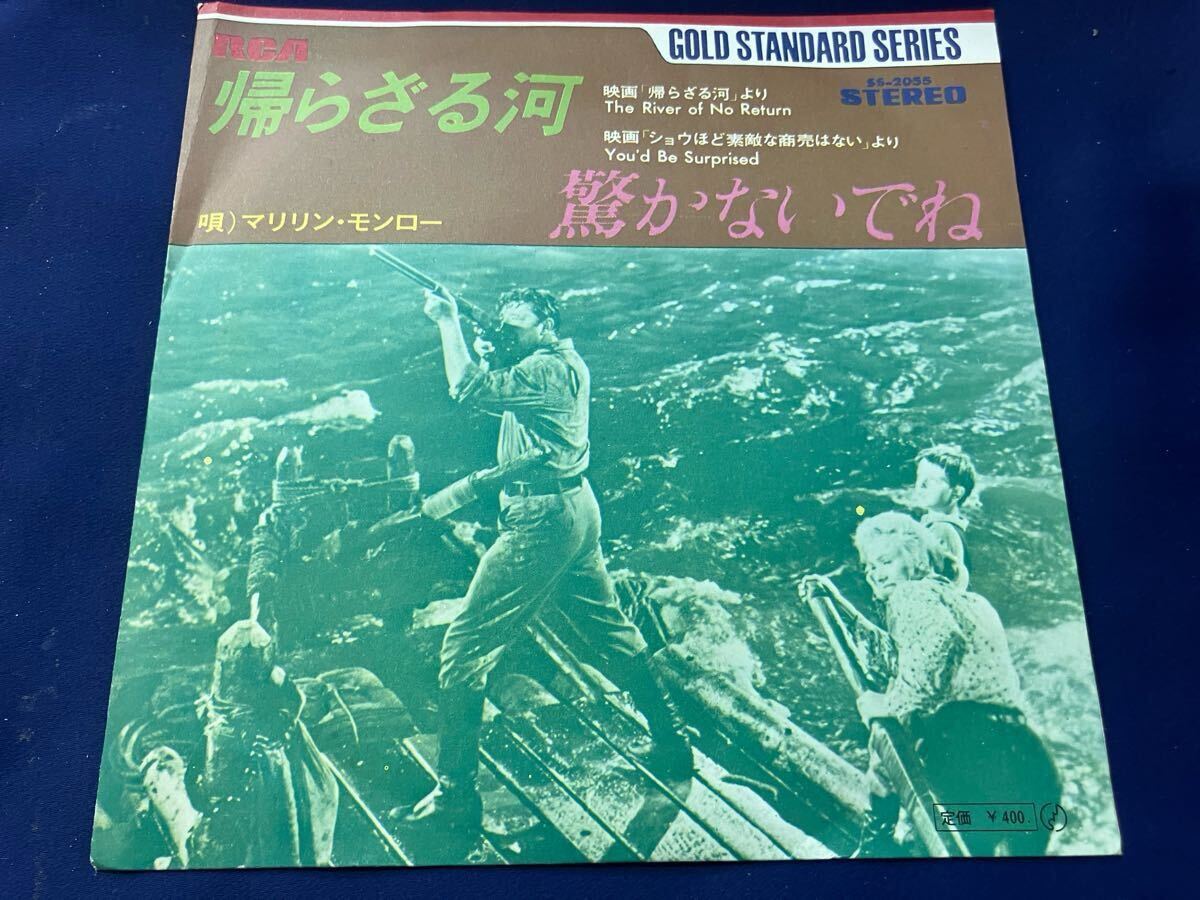 RCA
GOLD STANDARD SERIES
帰らざる河
映画「帰らざる河」より
The River of No Return
SS-2055
STEREO
映画「ショウほど素敵な商売はない」より
You'd Be Surprised
驚かないでね
唄）マリリン・モンロー
定価 ￥400.